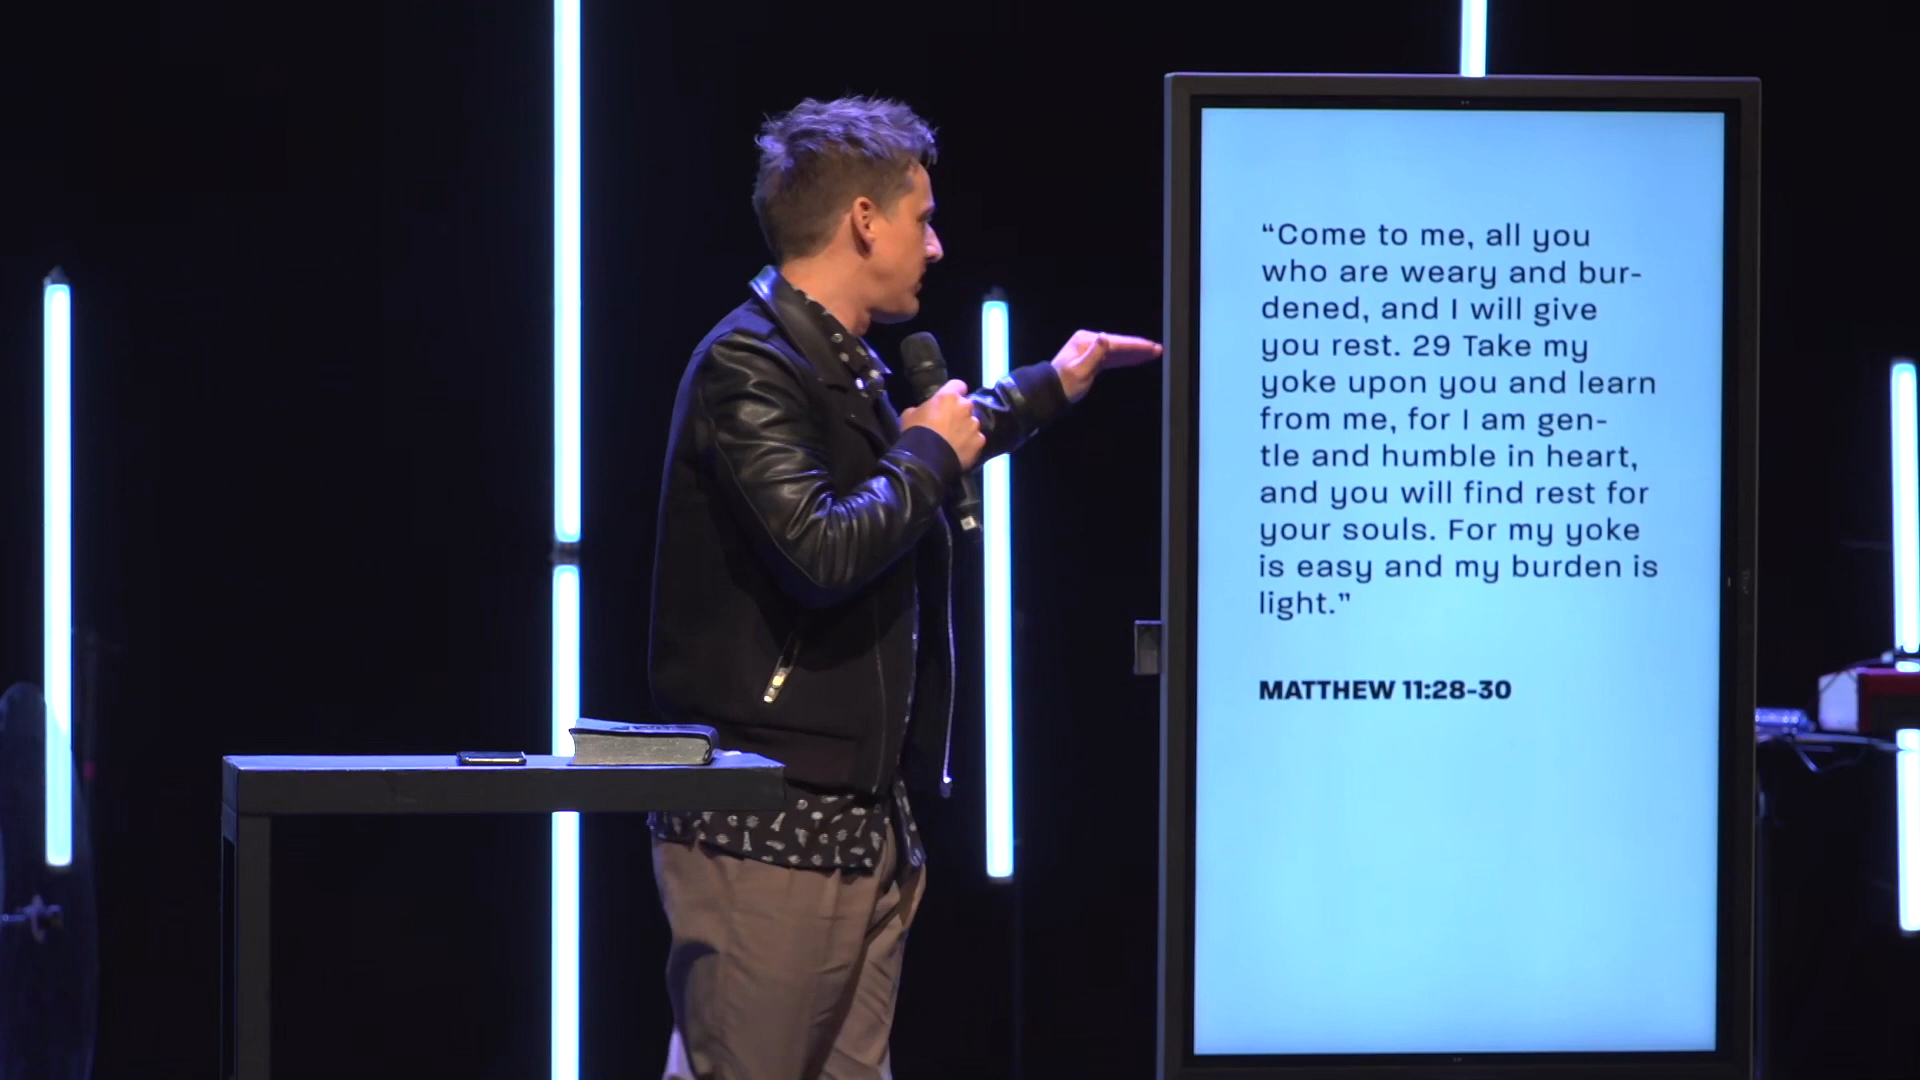 “Come to me, all you
who are weary and bur-
dened, and I will give
you rest. 29 Take my
yoke upon you and learn
from me, for I am gen-
tle and humble in heart,
and you will find rest for
your souls. For my yoke
is easy and my burden is
light.”
MATTHEW 11:28-30